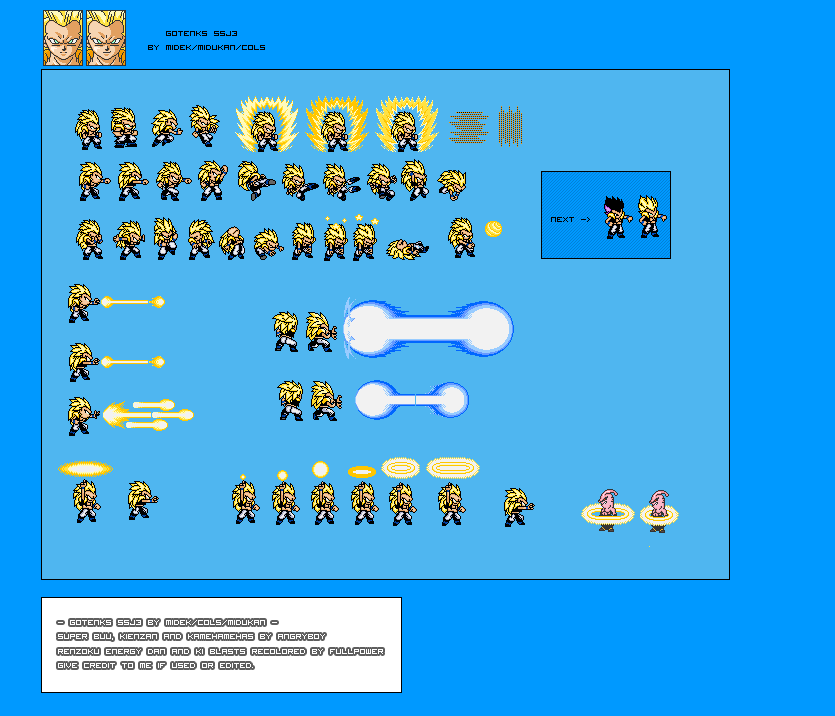 GOTENKS SSJ3
BY MIDEK/MIDUKAN/COLS
NEXT ->
- GOTENKS SSJ3 BY MIDEK/COLS/MIDUKAN -
SUPER BUU, KIENZAN AND KAMEHAMEHAS BY ANGRYBOY
RENZOKU ENERGY DAN AND KI BLASTS RECOLORED BY FULLPOWER
GIVE CREDIT TO ME IF USED OR EDITED.